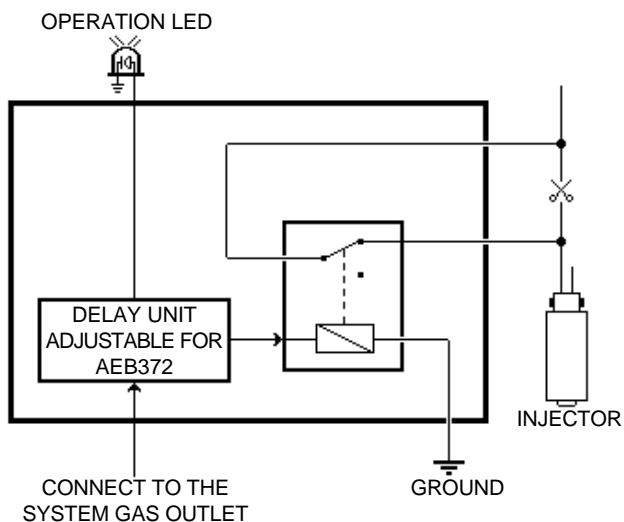 OPERATION LED
DELAY UNIT
ADJUSTABLE FOR
AEB372
INJECTOR
CONNECT TO THE
SYSTEM GAS OUTLET
GROUND